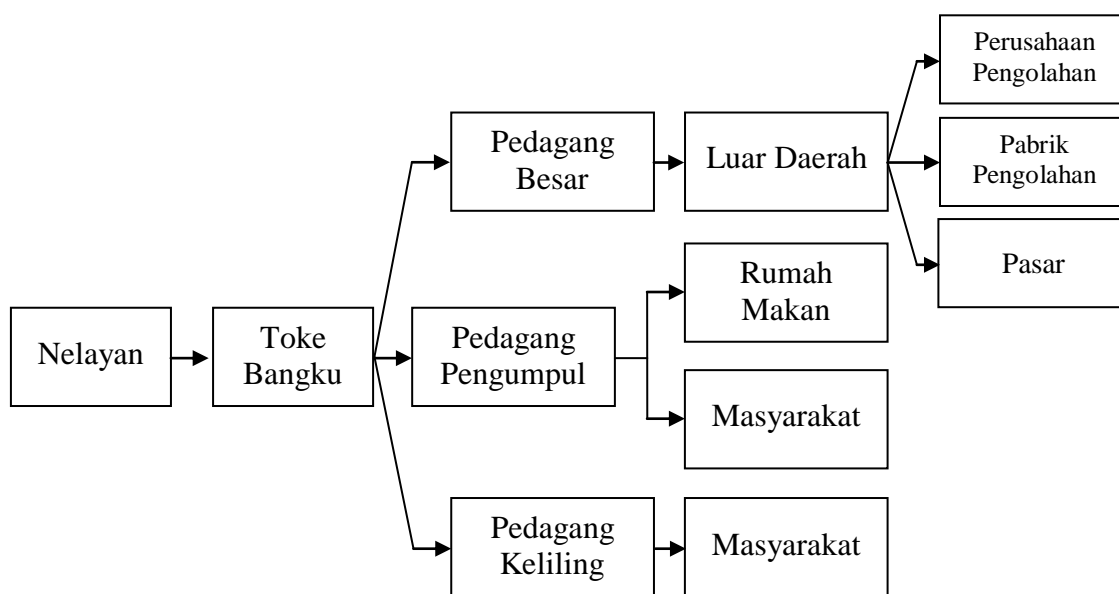 Perusahaan
Pengolahan
Pedagang
Besar
Luar Daerah
Pabrik
Pengolahan
Pasar
Rumah
Makan
Nelayan
Toke
Bangku
Pedagang
Pengumpul
Masyarakat
Pedagang
Keliling
Masyarakat